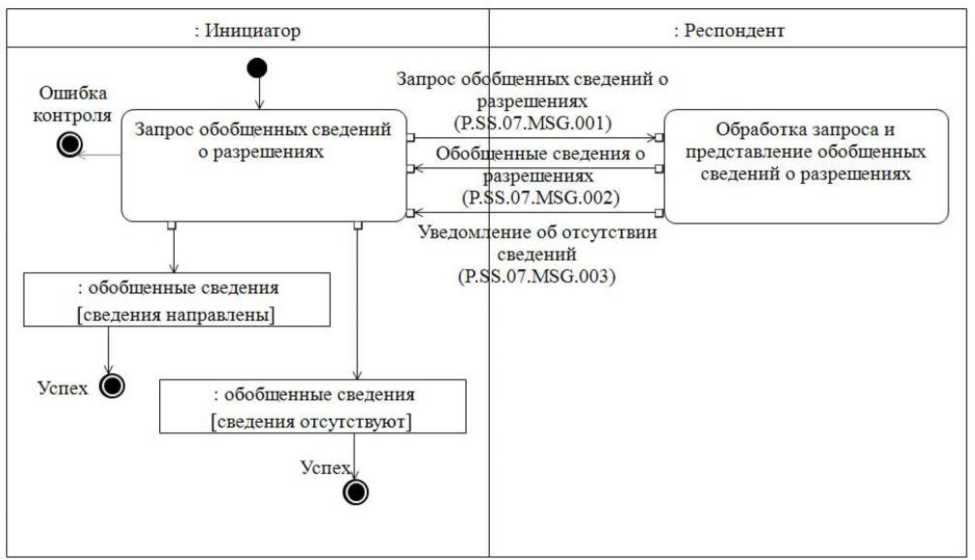 : Инициатор
: Респондент
Ошибка
контроля
Запрос обобщенных сведений
о разрешениях
Запрос обобщенных сведений о
разрешениях
(P.SS.07.MSG.001)
Обобщенные сведения о
разрешениях
(P.SS.07.MSG.002)
Уведомление об отсутствии
сведений
(P.SS.07.MSG.003)
Обработка запроса и
представление обобщенных
сведений о разрешениях
: обобщенные сведения
[сведения направлены]
Успех
: обобщенные сведения
[сведения отсутствуют]
Успех